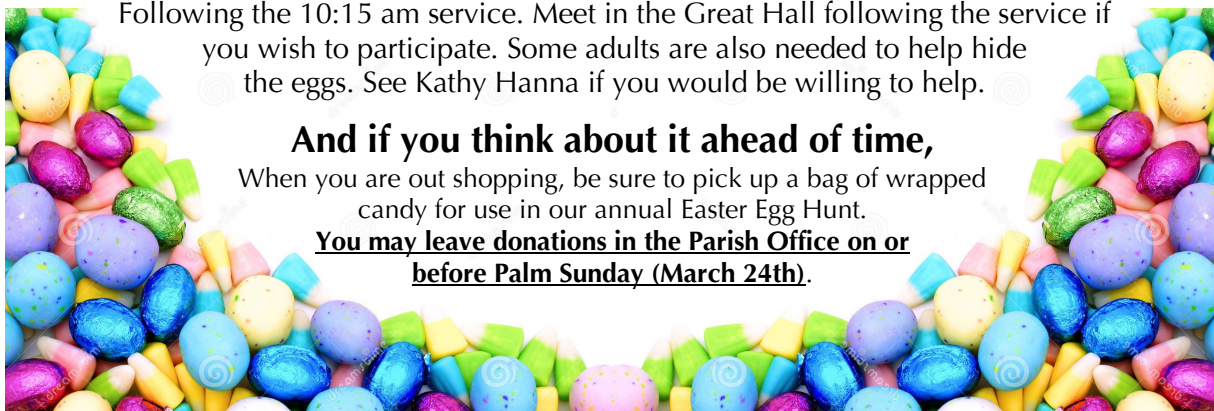 Following the 10:15 am service. Meet in the Great Hall following the service if
you wish to participate. Some adults are also needed to help hide
the eggs. See Kathy Hanna if you would be willing to help.
And if you think about it ahead of time,
When you are out shopping, be sure to pick up a bag of wrapped
candy for use in our annual Easter Egg Hunt.
You may leave donations in the Parish Office on or
before Palm Sunday (March 24th).